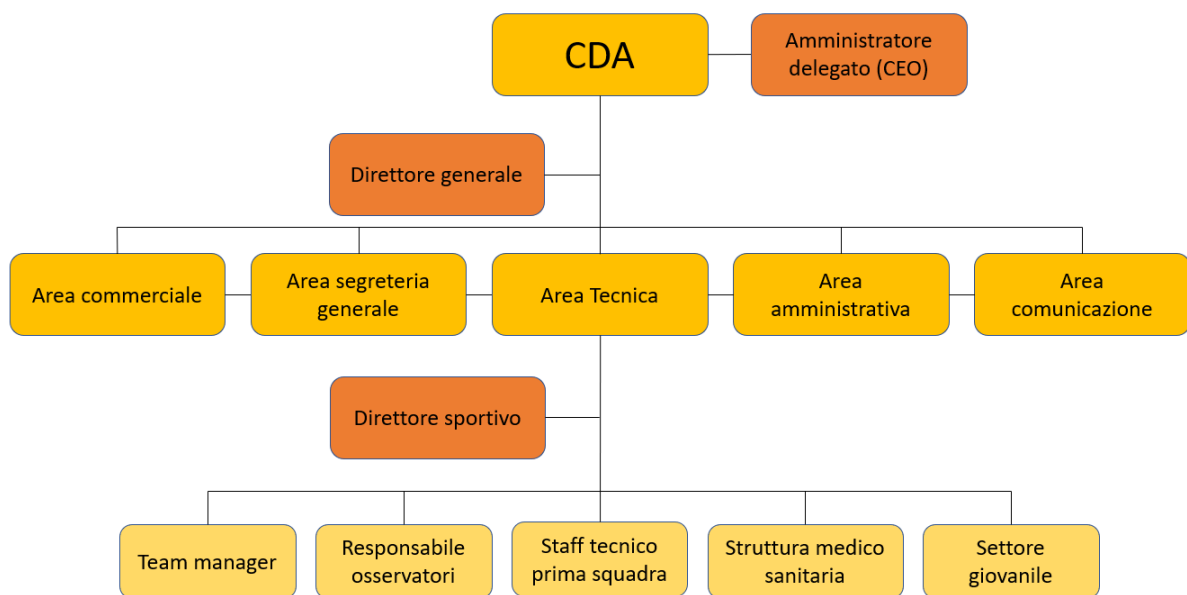 CDA
Amministratore
delegato (CEO)
Direttore generale
Area commerciale
Area segreteria
generale
Area Tecnica
Area
amministrativa
Area
comunicazione
Direttore sportivo
Team manager
Responsabile
osservatori
Staff tecnico
prima squadra
Struttura medico
sanitaria
Settore
giovanile